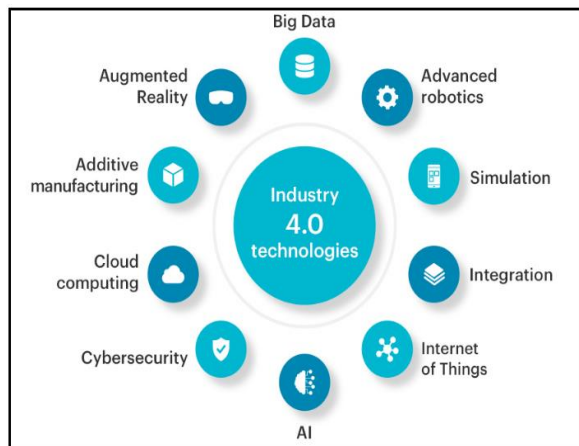 Big Data
Augmented
Reality
Advanced
robotics
Additive
manufacturing
Simulation
Industry
4.0
technologies
Cloud
computing
Integration
Cybersecurity
Internet
of Things
AI